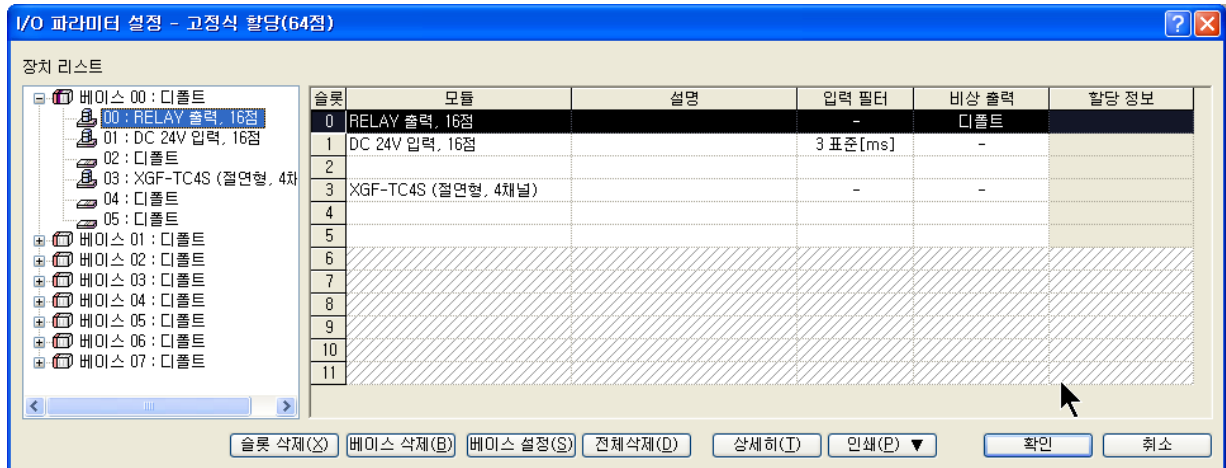 I/O 파라미터 설정 - 고정식 할당(64점)
장치 리스트
베이스 00 : 디폴트
00 : RELAY 출력, 16점
01 : DC 24V 입력, 16점
02 : 디폴트
03 : XGF-TC4S (절연형, 4채
04 : 디폴트
05 : 디폴트
베이스 01 : 디폴트
베이스 02 : 디폴트
베이스 03 : 디폴트
베이스 04 : 디폴트
베이스 05 : 디폴트
베이스 06 : 디폴트
베이스 07 : 디폴트
슬롯 모듈 설명 입력 필터 비상 출력 할당 정보
0 RELAY 출력, 16점 - 디폴트
1 DC 24V 입력, 16점 3 표준[ms] -
2
3 XGF-TC4S (절연형, 4채널) - -
4
5
6
7
8
9
10
11
슬롯 삭제(X) 베이스 삭제(B) 베이스 설정(S) 전체삭제(D) 상세히(T) 인쇄(P) ▼ 확인 취소